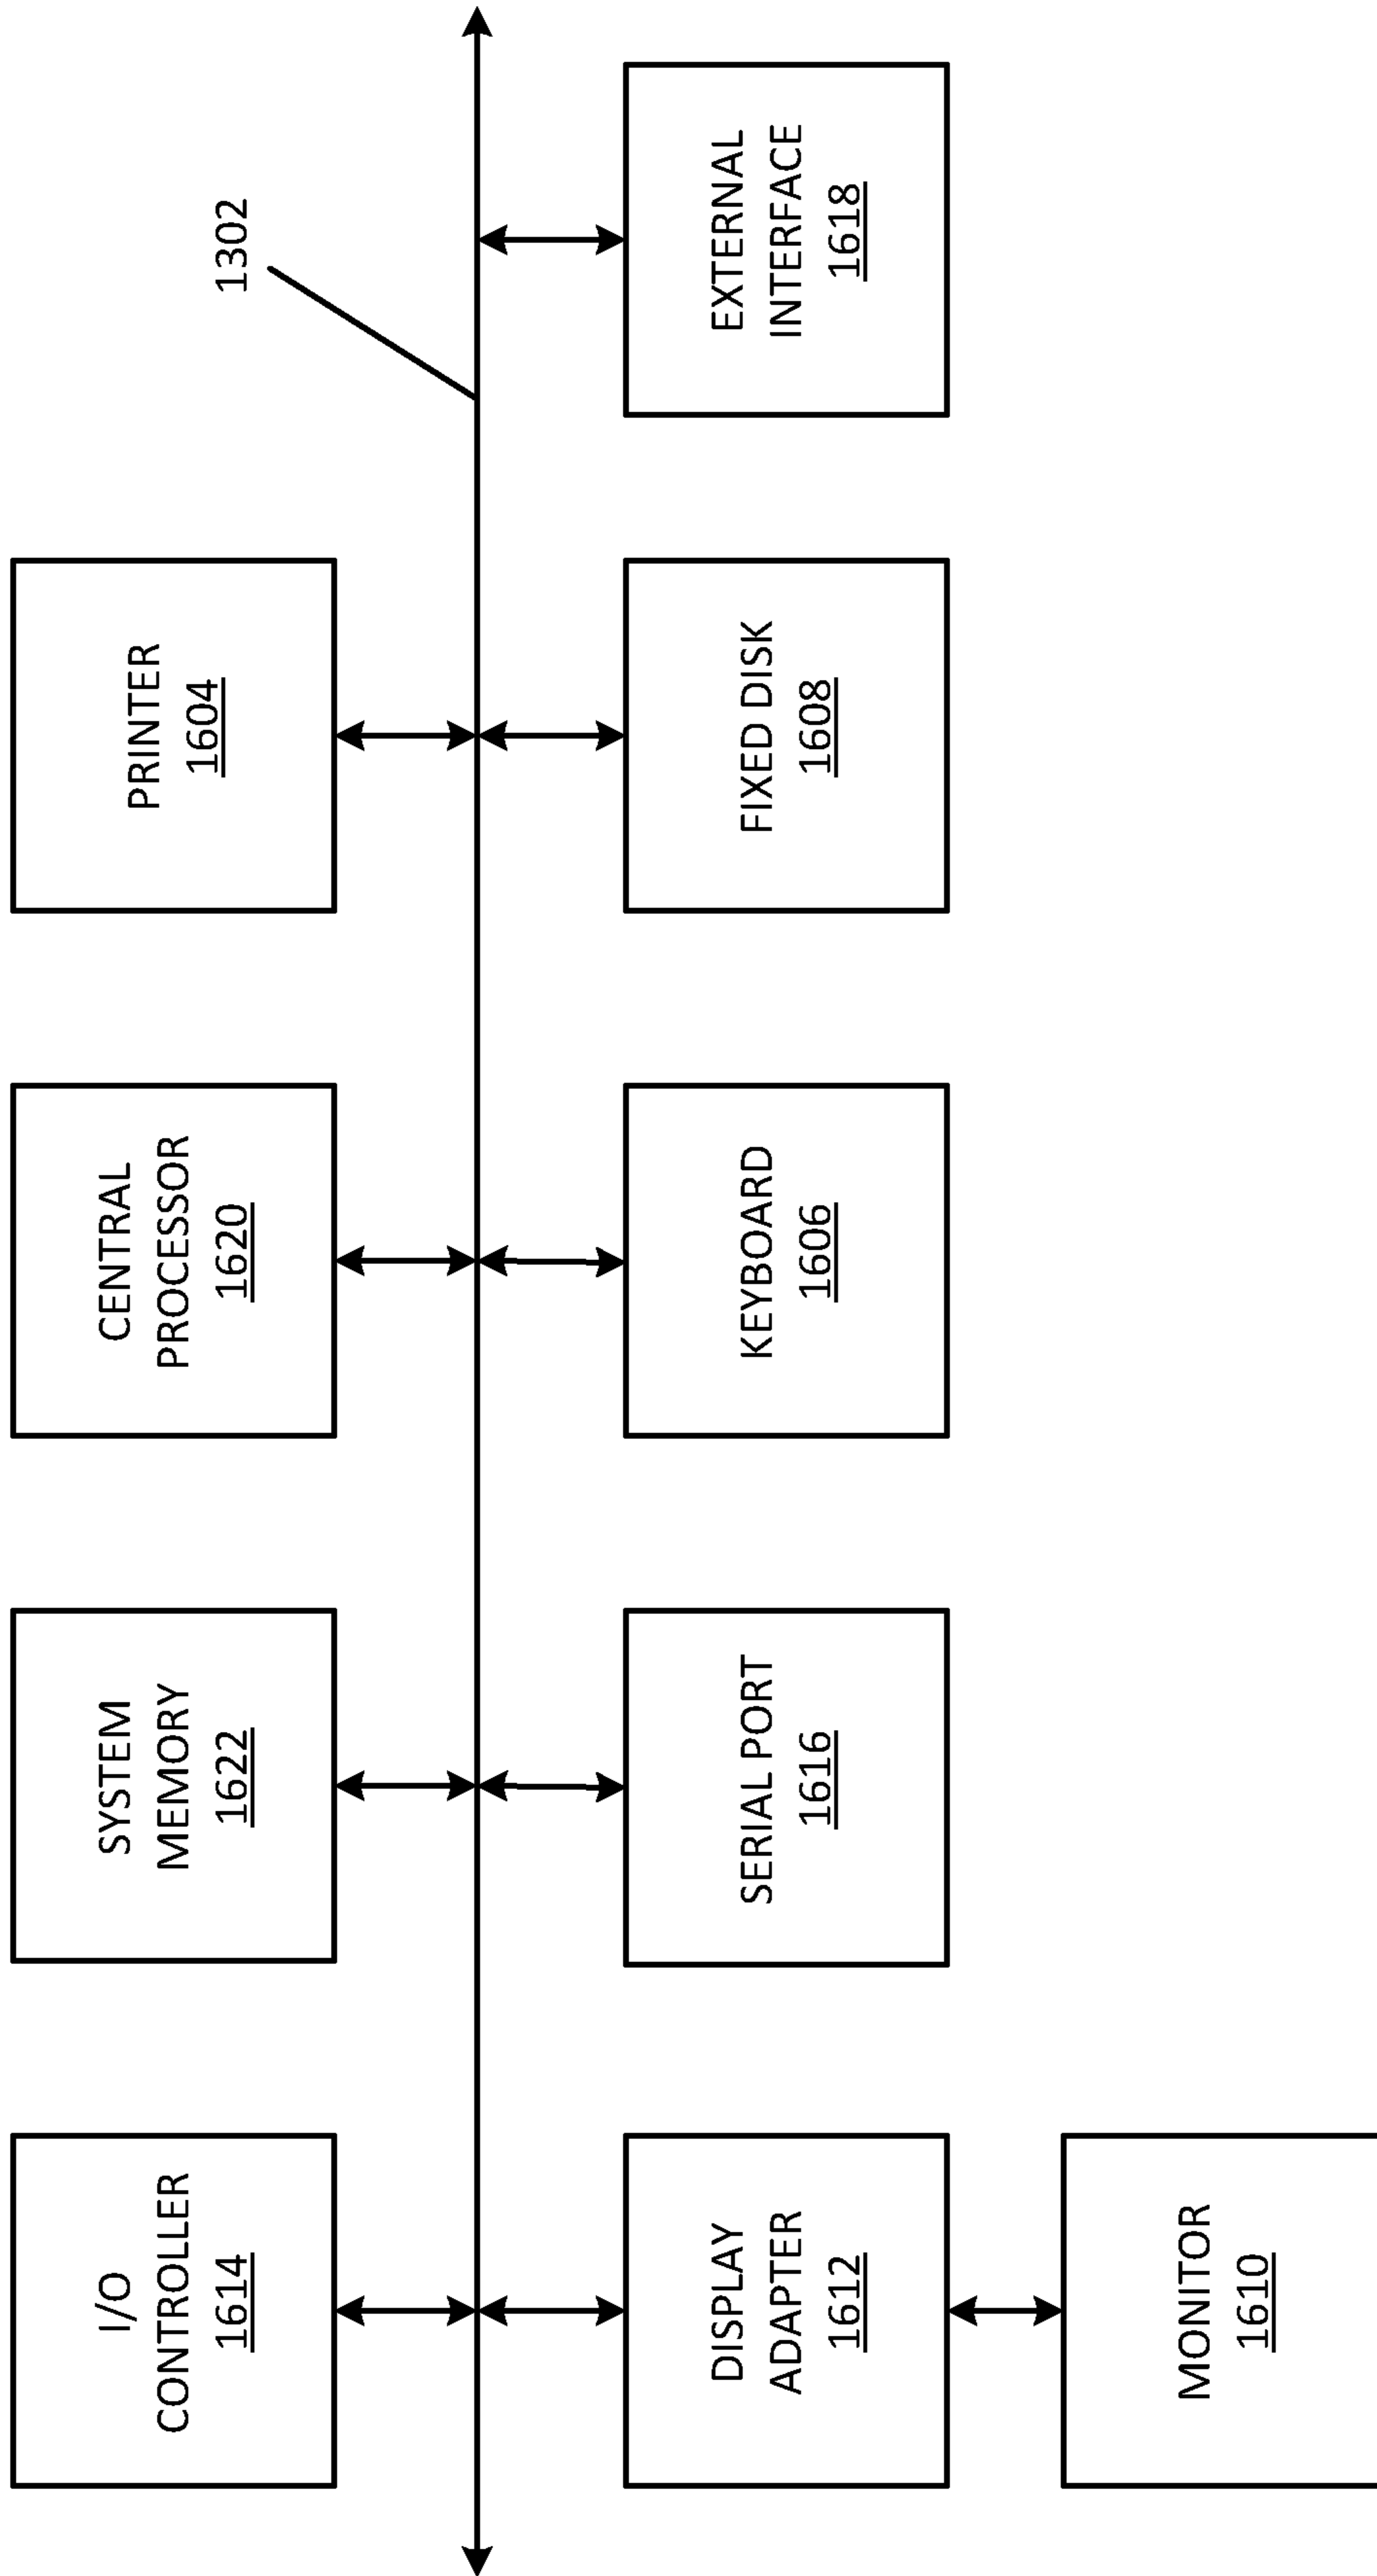 I/O
CONTROLLER
1614
SYSTEM
MEMORY
1622
CENTRAL
PROCESSOR
1620
PRINTER
1604
1302
DISPLAY
ADAPTER
1612
SERIAL PORT
1616
KEYBOARD
1606
FIXED DISK
1608
EXTERNAL
INTERFACE
1618
MONITOR
1610